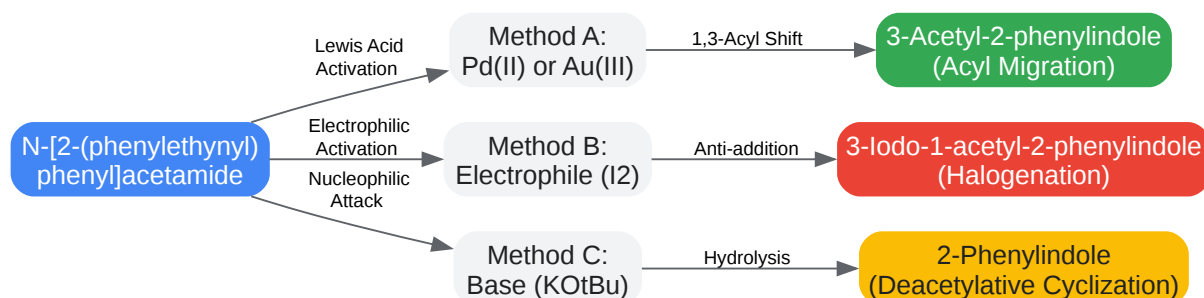 N-[2-(phenylethynyl)
phenyl]acetamide
Lewis Acid
Activation
Method A:
Pd(II) or Au(III)
1,3-Acyl Shift
3-Acetyl-2-phenylindole
(Acyl Migration)
Electrophilic
Activation
Method B:
Electrophile (I2)
Anti-addition
3-Iodo-1-acetyl-2-phenylindole
(Halogenation)
Nucleophilic
Attack
Method C:
Base (KOtBu)
Hydrolysis
2-Phenylindole
(Deacetylative Cyclization)